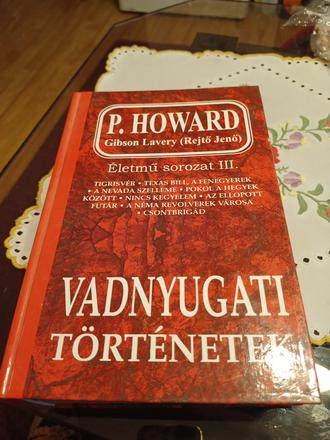 P. HOWARD
Gibson Lavery (Rejtő Jenő)
Életmű sorozat III.
TIGRISVÉR • TEXAS BILL, A FENEGYEREK
• A NEVADA SZELLEME • POKOL A HEGYEK
KÖZÖTT • NINCS KEGYELEM • AZ ELLOPOTT
FUTÁR • A NÉMA REVOLVEREK VÁROSA
• CSONTBRIGÁD
VADNYUGATI
TÖRTÉNETEK